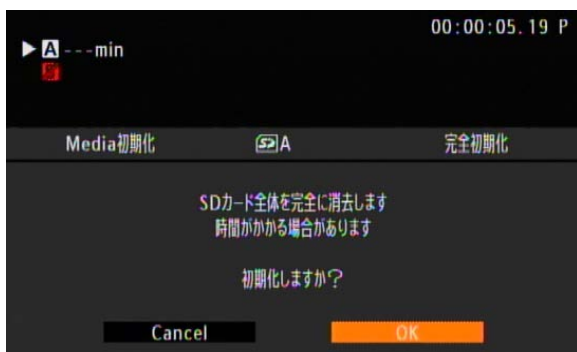 00:00:05.19 P
A ---min
Media初期化 A 完全初期化
SDカード全体を完全に消去します
時間がかかる場合があります
初期化しますか?
Cancel OK